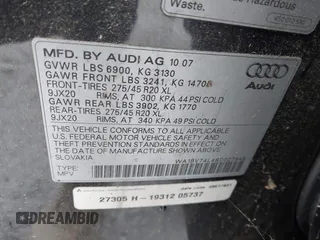 Hazardous
Waste.
MFD. BY AUDI AG 10 07
GVWR LBS 6900, KG 3130
GAWR FRONT LBS 3241, KG 1470
FRONT-TIRES 275/45 R20 XL
9JX20 RIMS, AT 300 KPA 44 PSI COLD
GAWR REAR LBS 3902, KG 1770
REAR-TIRES 275/45 R20 XL
9JX20 RIMS, AT 340 KPA 49 PSI COLD
THIS VEHICLE CONFORMS TO ALL APPLICABLE
U.S. FEDERAL MOTOR VEHICLE SAFETY AND
THEFT PREVENTION STANDARDS IN EFFECT ON
THE DATE OF MANUFACTURE SHOWN ABOVE.
SLOVAKIA
TYPE:
MPV
Audi
27305 H- 19312 05737
© AUTOBIDMASTER